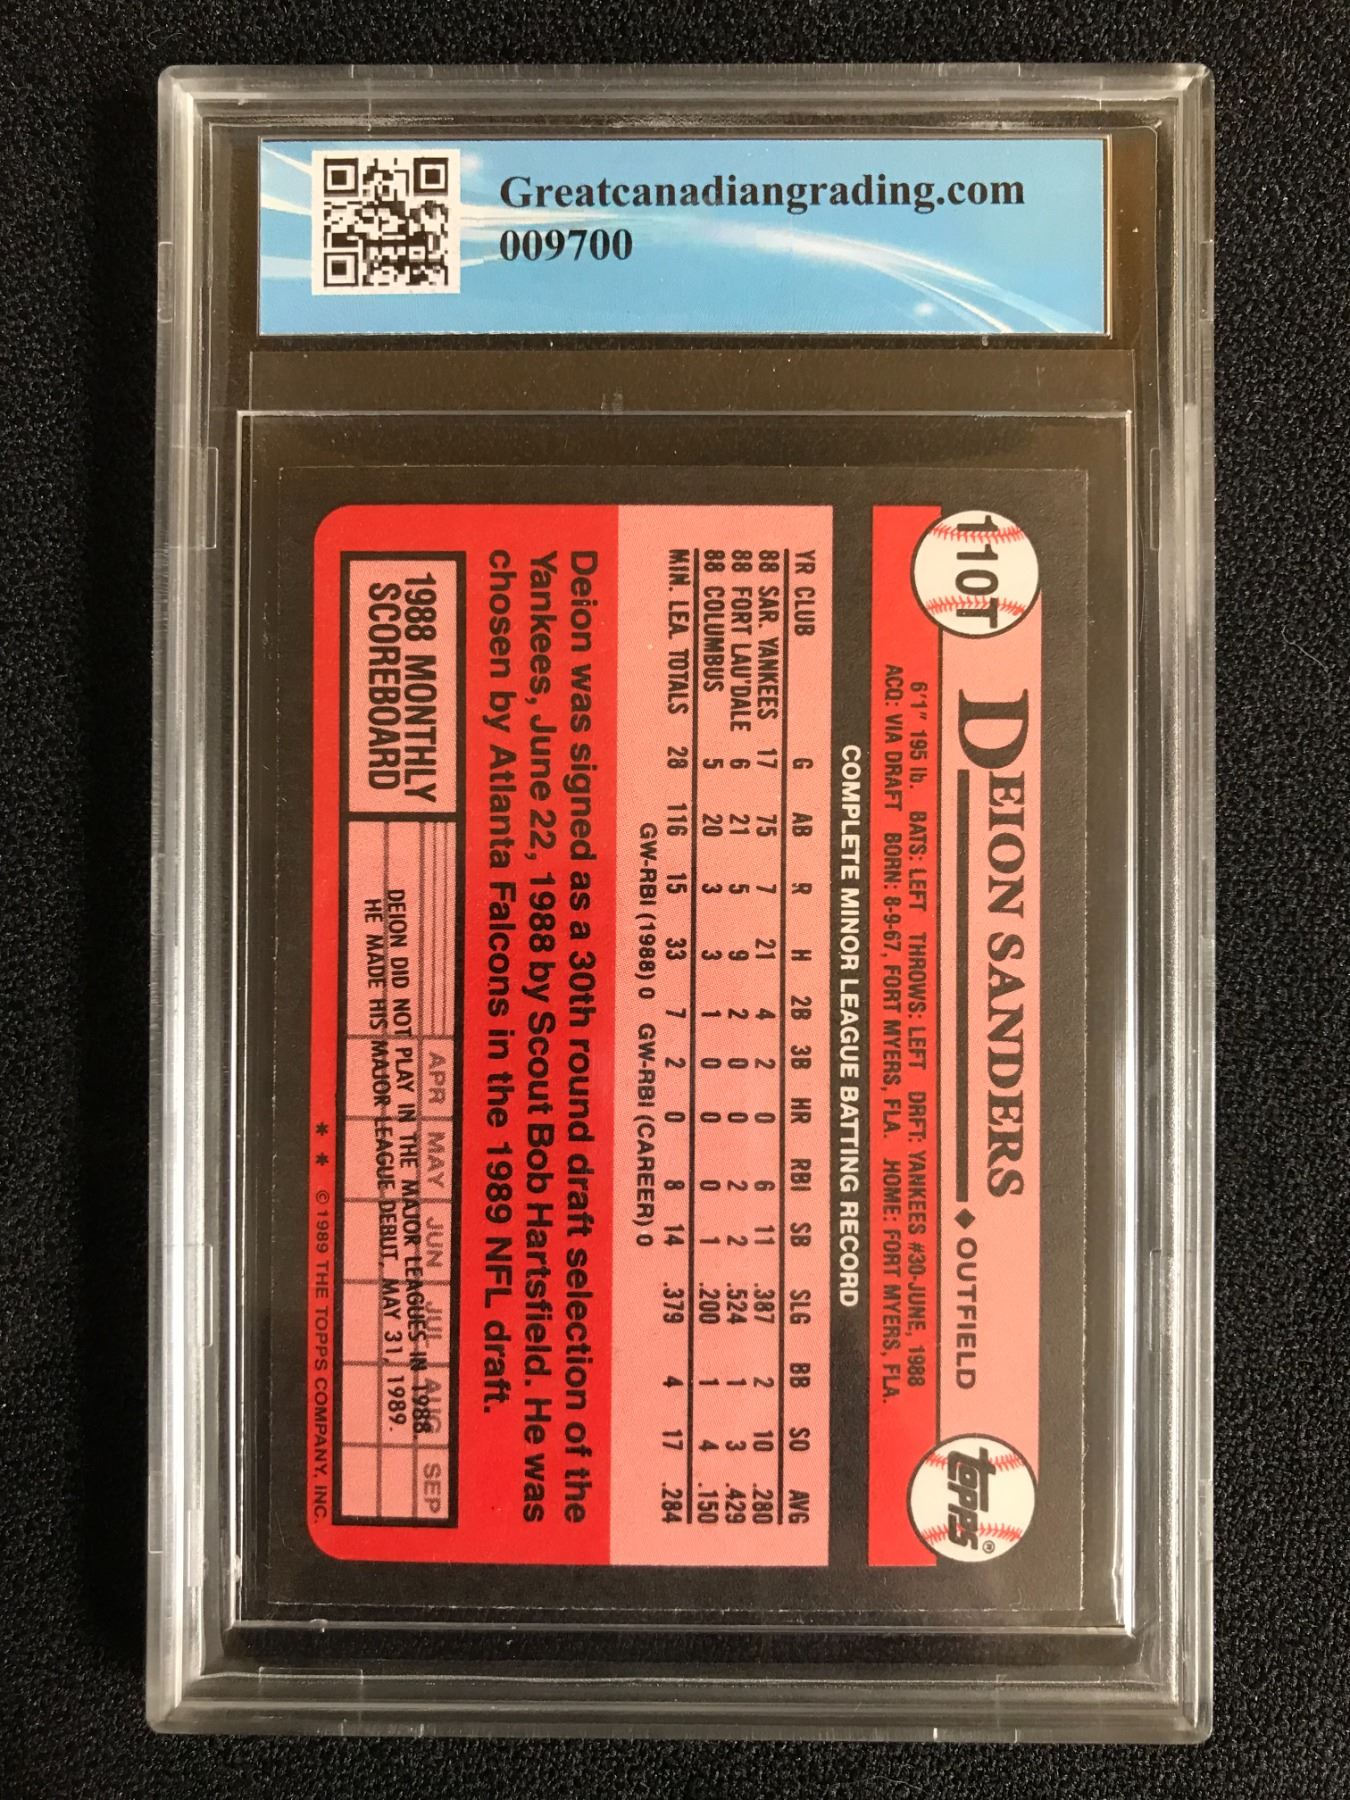 Greatcanadiangrading.com
009700
110T
DEION SANDERS ◆ OUTFIELD
topps®
6'1" 195 lb. BATS: LEFT THROWS: LEFT DRFT: YANKEES #30-JUNE, 1988
ACQ: VIA DRAFT BORN: 8-9-67, FORT MYERS, FLA. HOME: FORT MYERS, FLA.
COMPLETE MINOR LEAGUE BATTING RECORD
YR CLUB G AB R H 2B 3B HR RBI SB SLG BB SO AVG
88 SAR. YANKEES 17 75 7 21 4 2 0 6 11 .387 2 10 .280
88 FORT LAU'DALE 6 21 5 9 2 0 0 2 2 .524 1 3 .429
88 COLUMBUS 5 20 3 3 1 0 0 0 1 .200 1 4 .150
MIN. LEA. TOTALS 28 116 15 33 7 2 0 8 14 .379 4 17 .284
GW-RBI (1988) 0 GW-RBI (CAREER) 0
Deion was signed as a 30th round draft selection of the
Yankees, June 22, 1988 by Scout Bob Hartsfield. He was
chosen by Atlanta Falcons in the 1989 NFL draft.
1988 MONTHLY
SCOREBOARD
APR MAY JUN JUL AUG SEP
DEION DID NOT PLAY IN THE MAJOR LEAGUES IN 1988
HE MADE HIS MAJOR LEAGUE DEBUT, MAY 31, 1989.
* * © 1989 THE TOPPS COMPANY, INC.